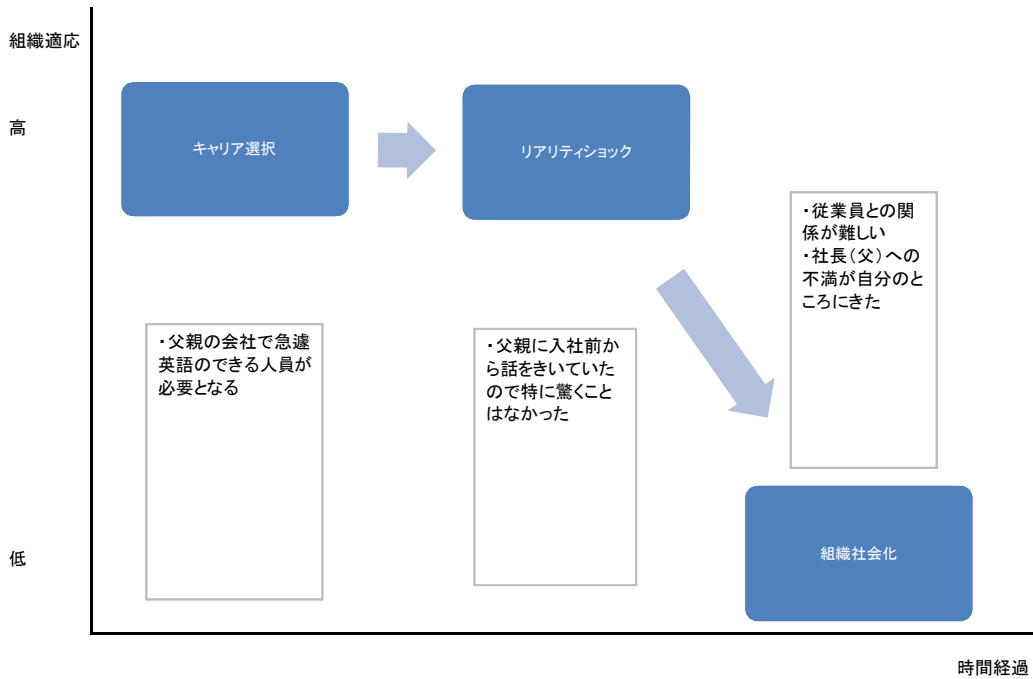 組織適応
高
キャリア選択
リアリティショック
・従業員との関
係が難しい
・社長(父)への
不満が自分のと
ころにきた
・父親の会社で急遽
英語のできる人員が
必要となる
・父親に入社前か
ら話をきいていた
ので特に驚くこと
はなかった
低
組織社会化
時間経過